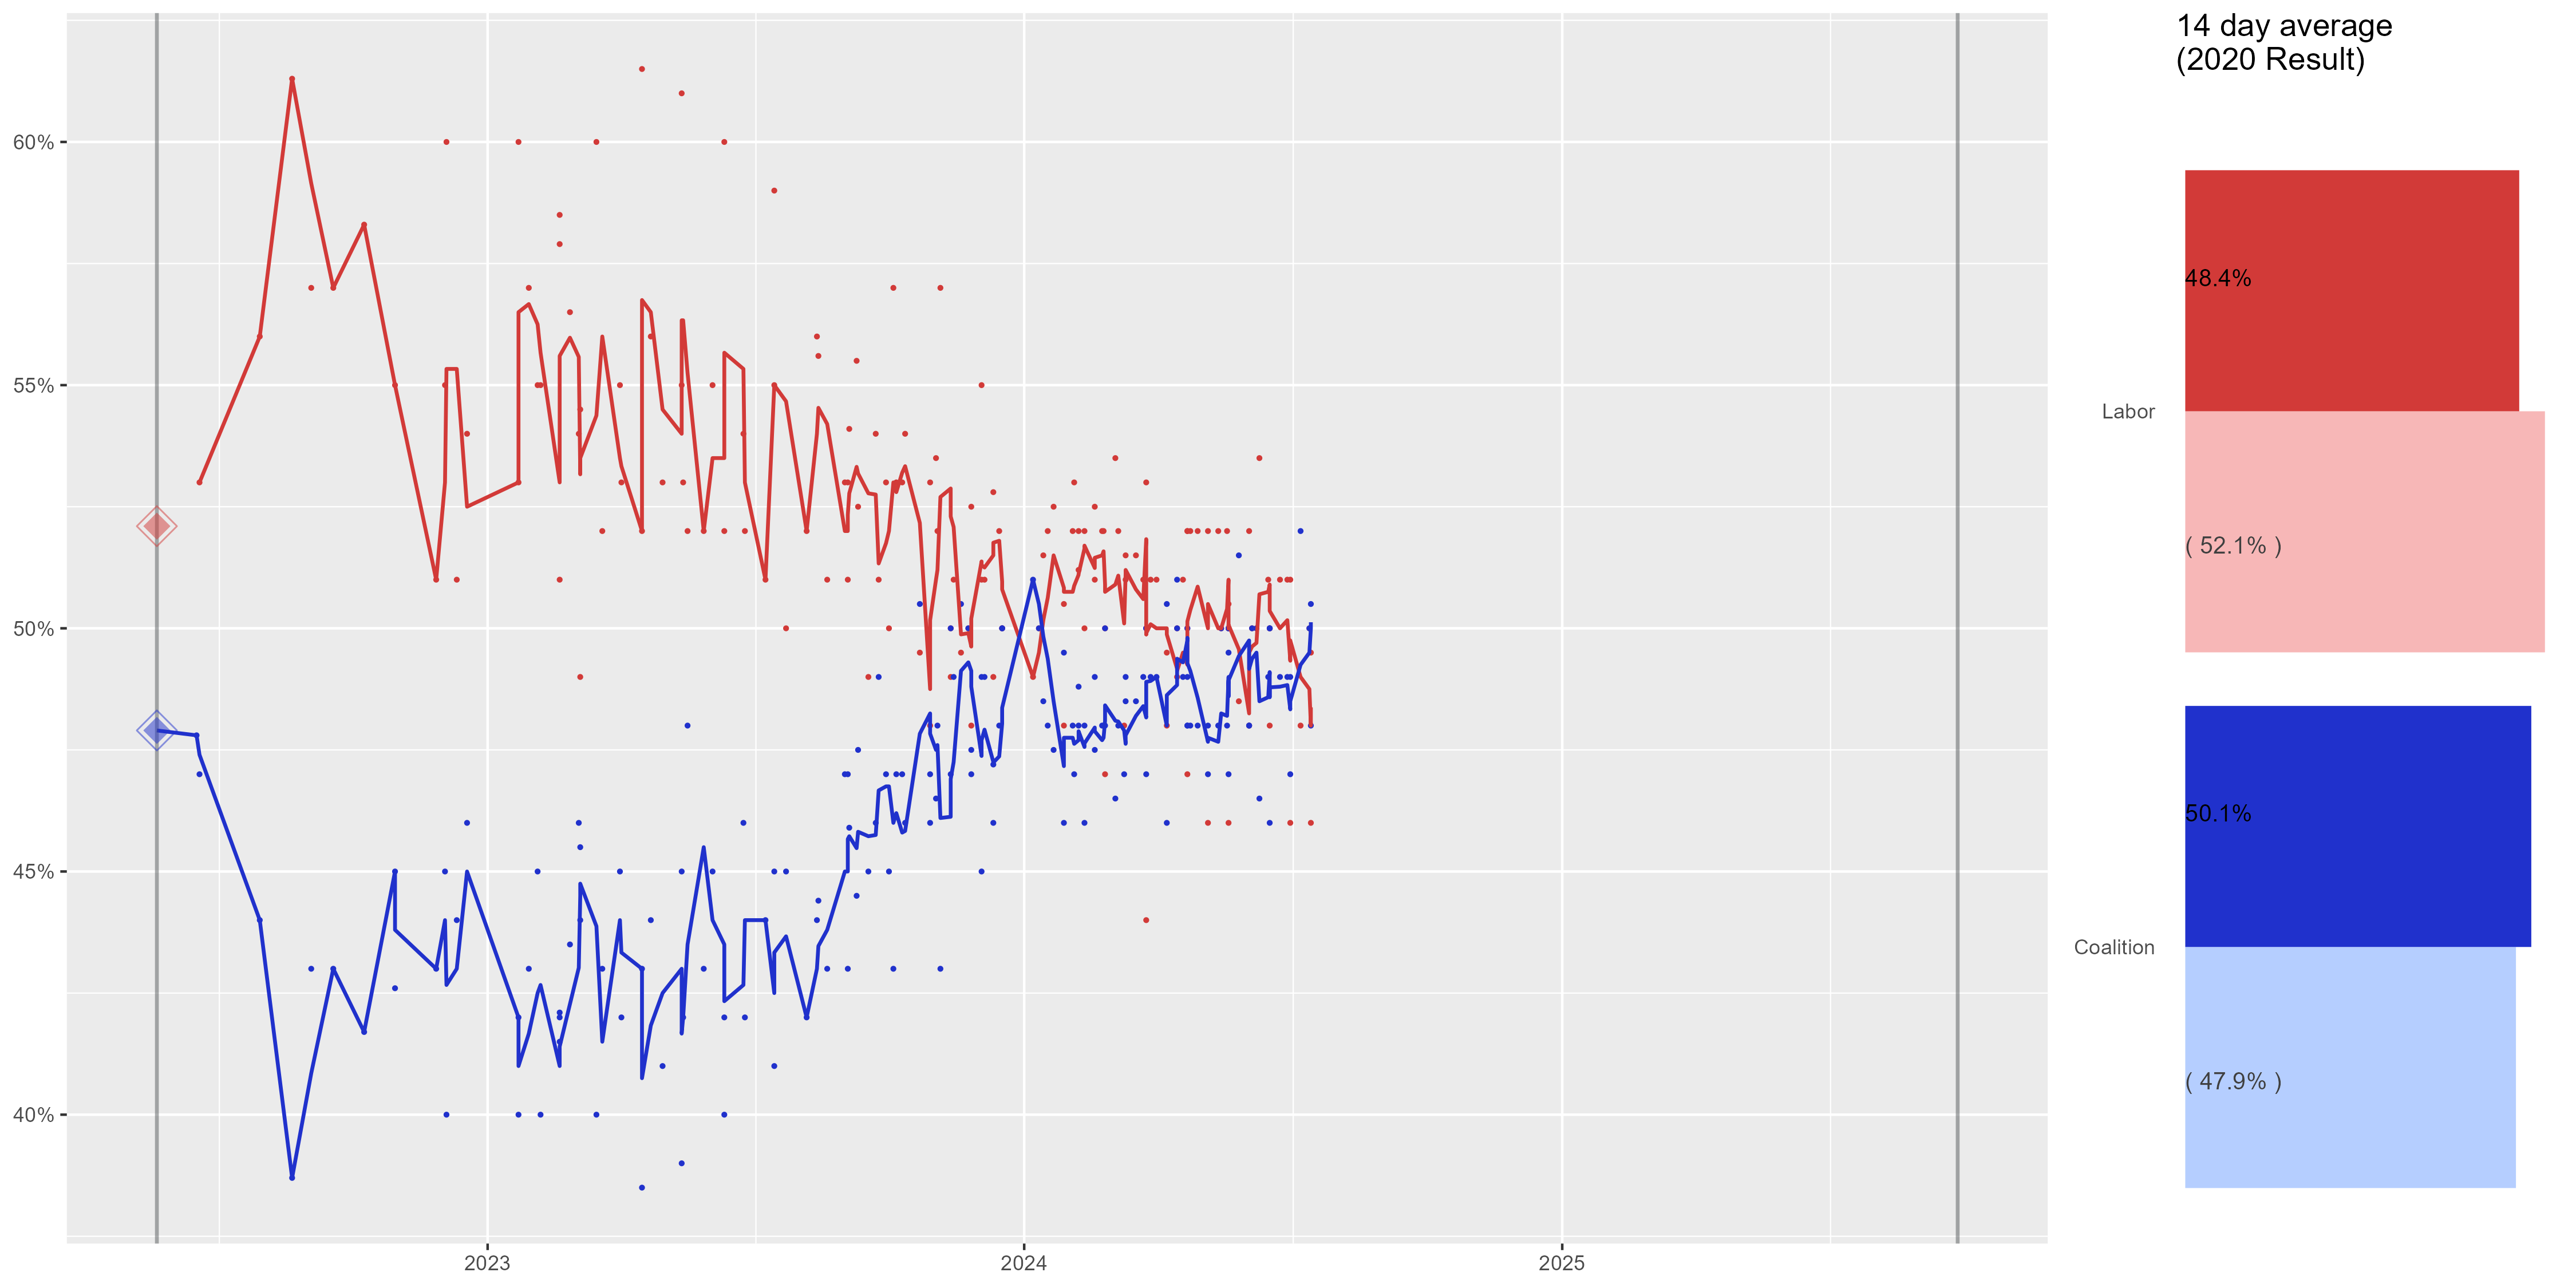 14 day average
(2020 Result)
60%
55%
50%
45%
40%
2023
2024
2025
Labor
48.4%
( 52.1% )
Coalition
50.1%
( 47.9% )